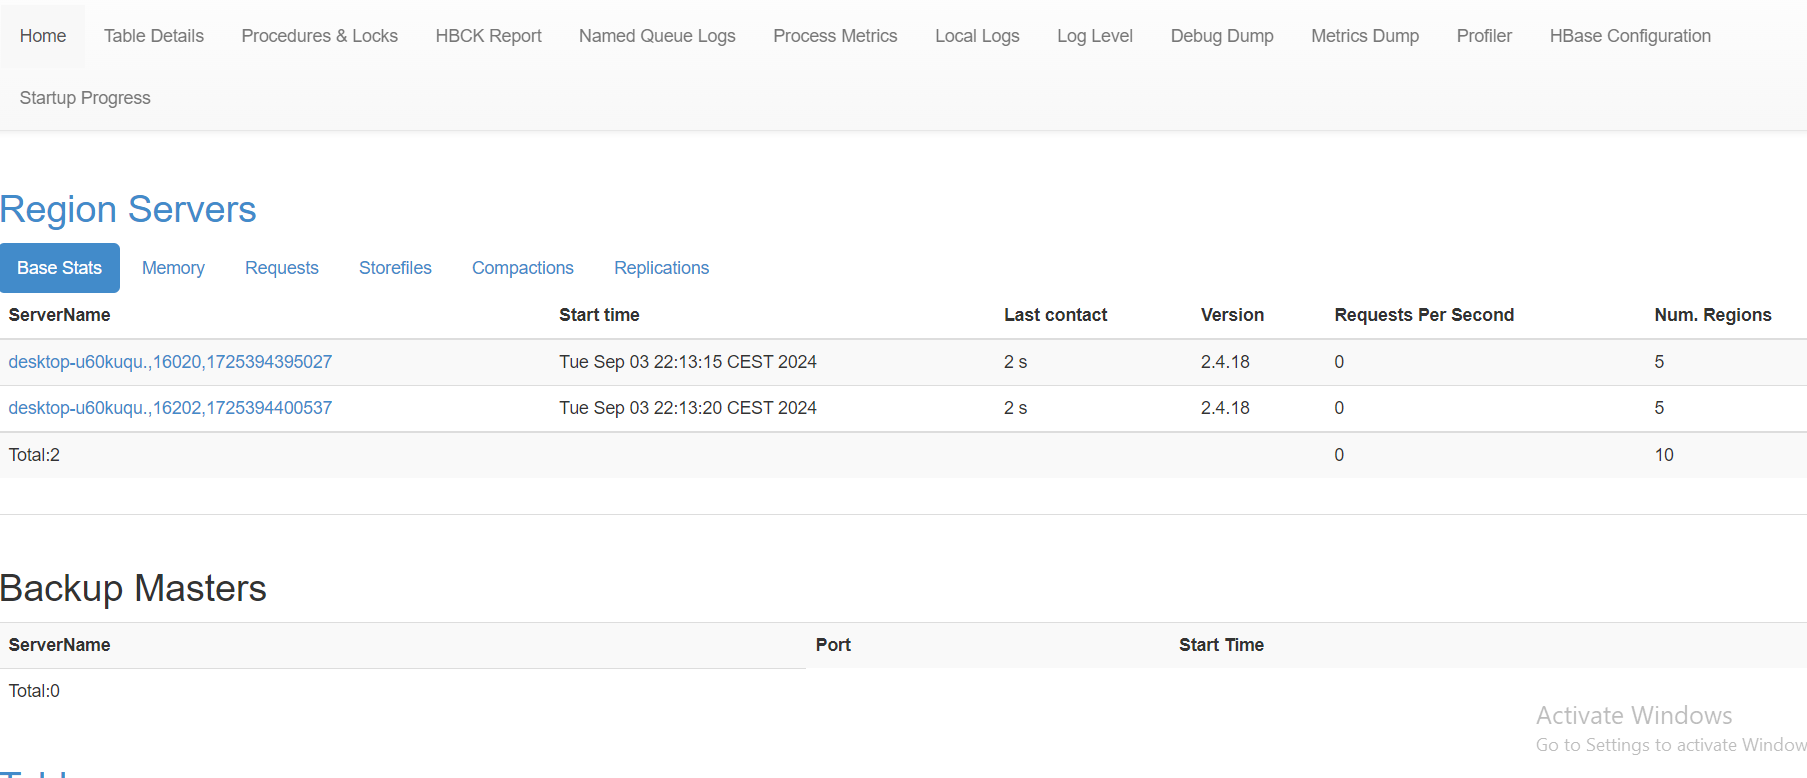 Home Table Details Procedures & Locks HBCK Report Named Queue Logs Process Metrics Local Logs Log Level Debug Dump Metrics Dump Profiler HBase Configuration
Startup Progress
Region Servers
Base Stats Memory Requests Storefiles Compactions Replications
ServerName Start time Last contact Version Requests Per Second Num. Regions
desktop-u60kuqu.,16020,1725394395027 Tue Sep 03 22:13:15 CEST 2024 2 s 2.4.18 0 5
desktop-u60kuqu.,16202,1725394400537 Tue Sep 03 22:13:20 CEST 2024 2 s 2.4.18 0 5
Total:2 0 10
Backup Masters
ServerName Port Start Time
Total:0
Activate Windows
Go to Settings to activate Window